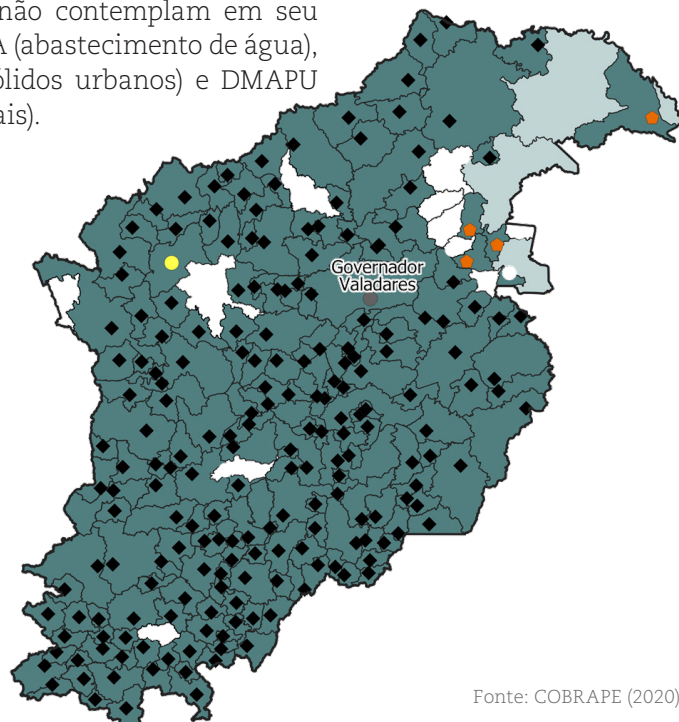 não contemplam em seu
A (abastecimento de água),
ólidos urbanos) e DMAPU
ais).
Governador
Valadares
Fonte: COBRAPE (2020)